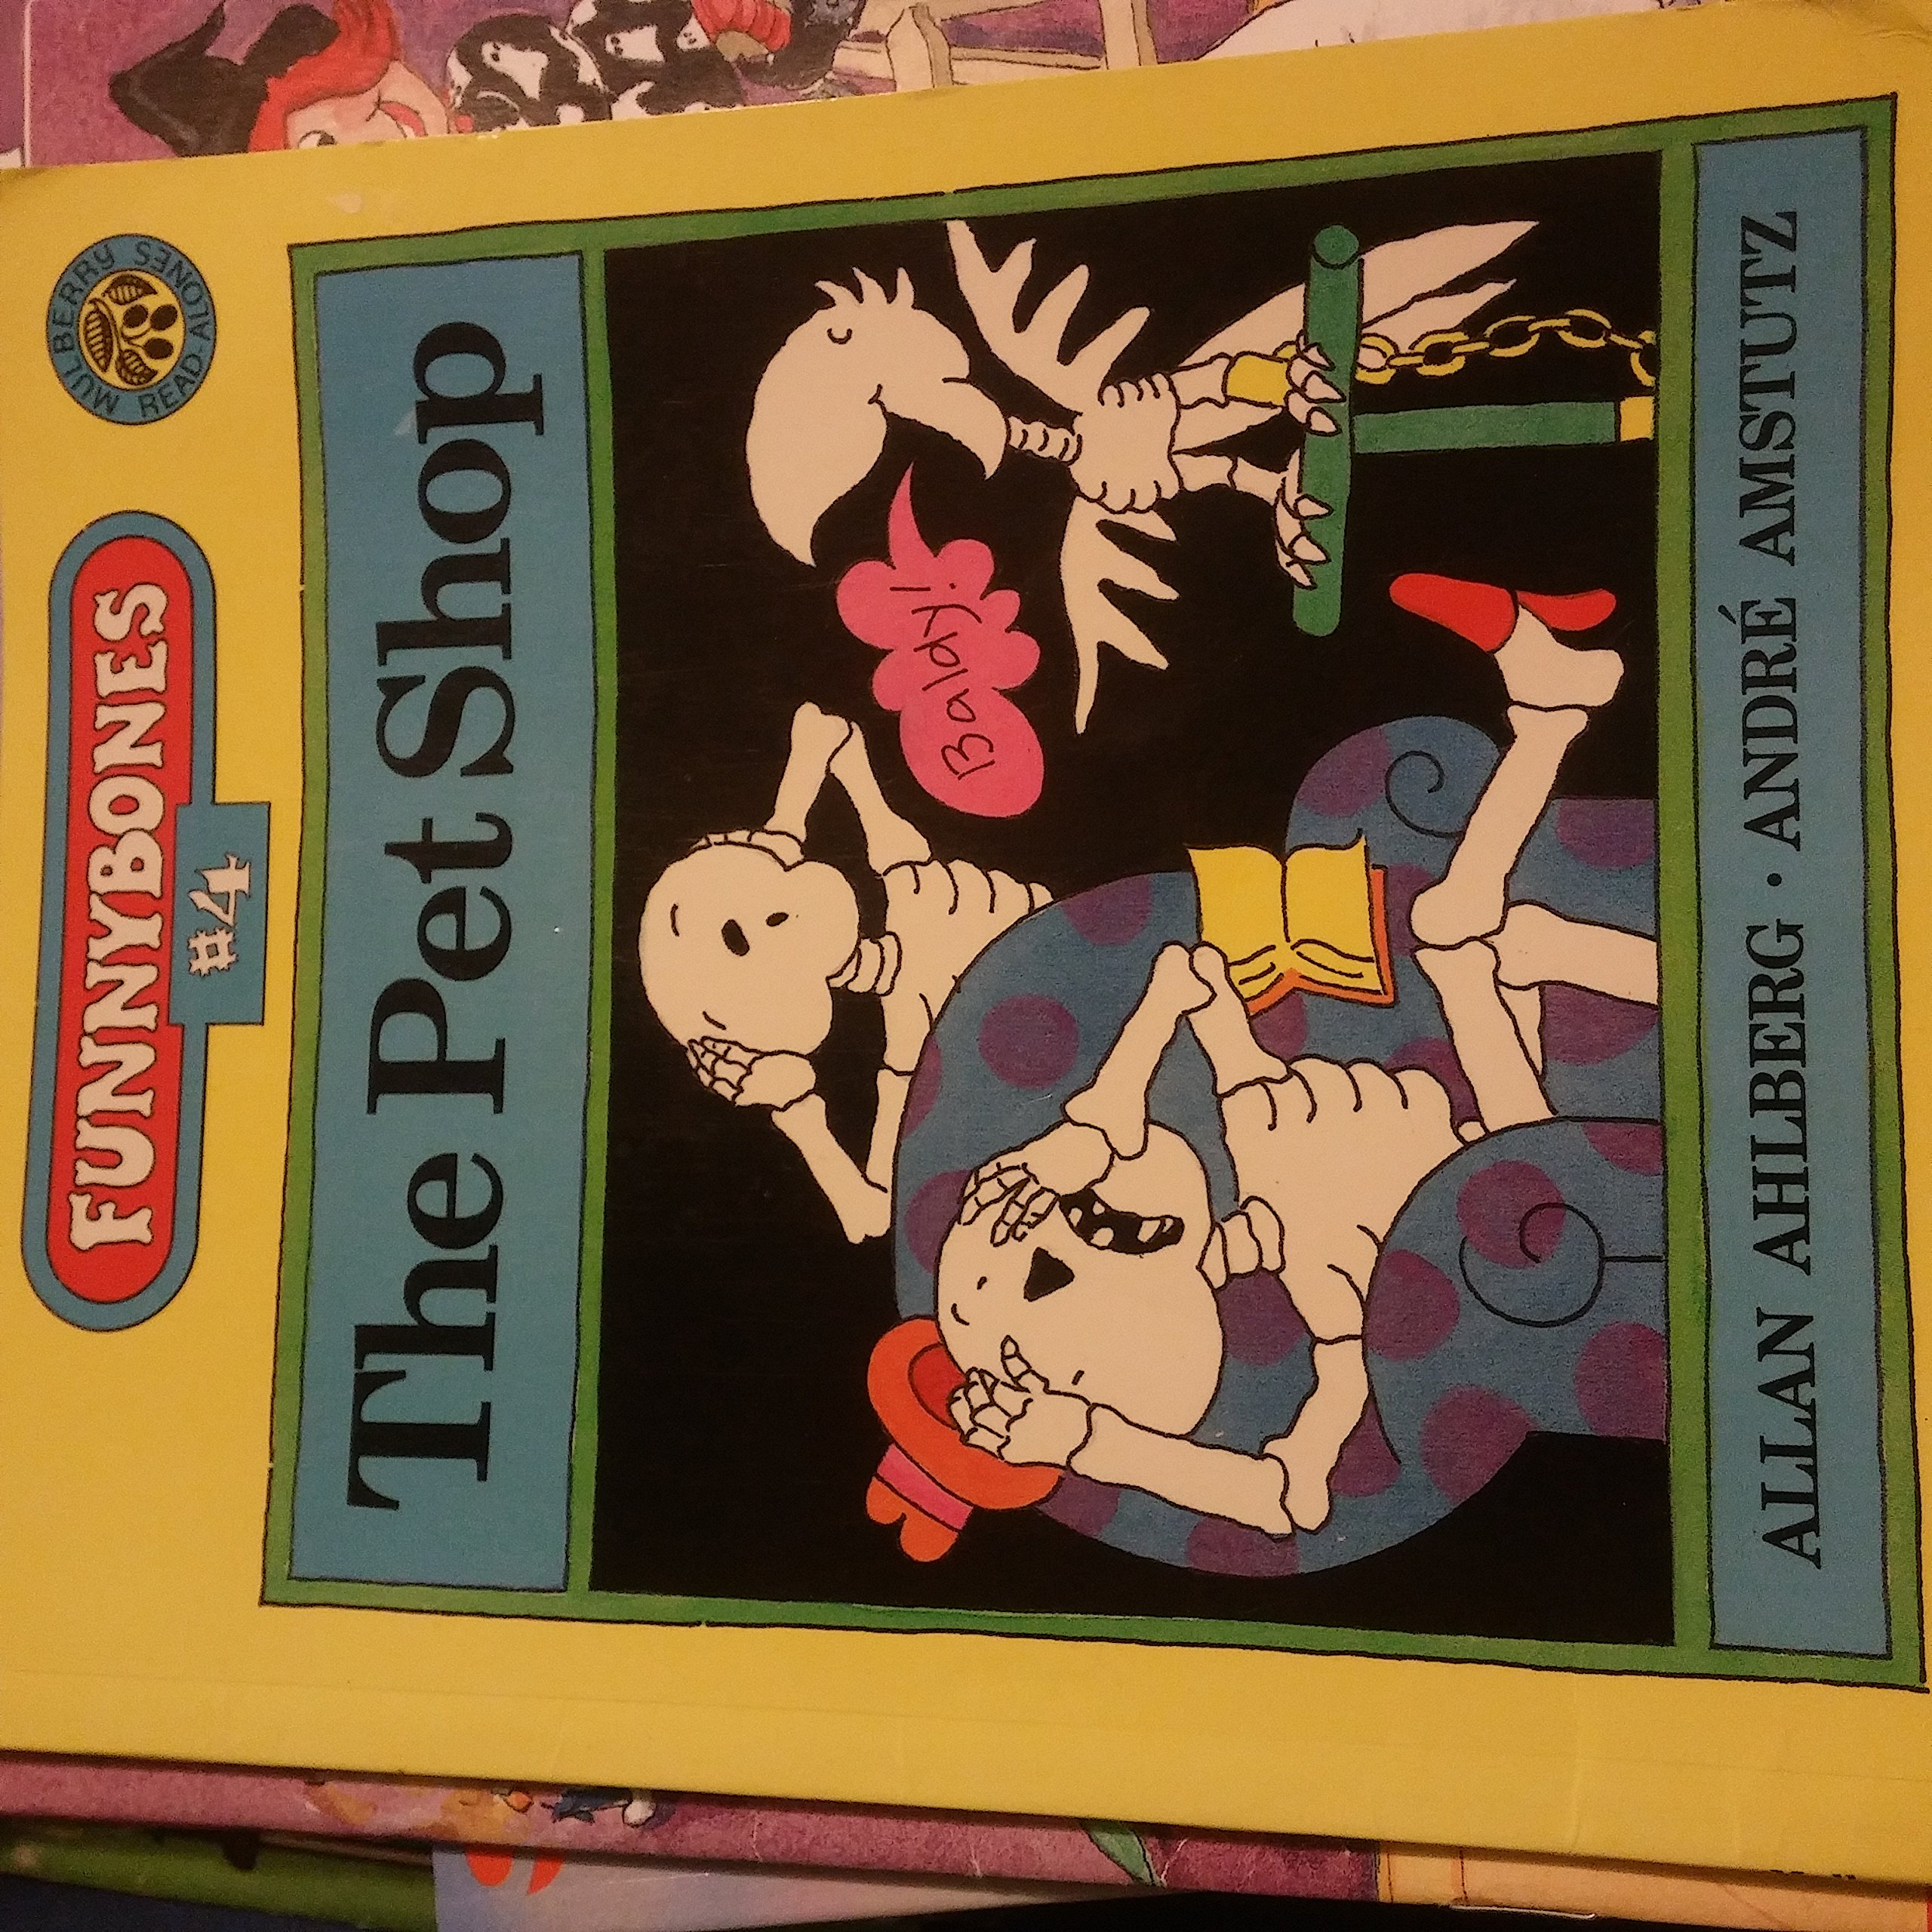 MULBERRY READ-ALONES
FUNNYBONES
#4
The Pet Shop
Baldy!
ALLAN AHLBERG · ANDRÉ AMSTUTZ